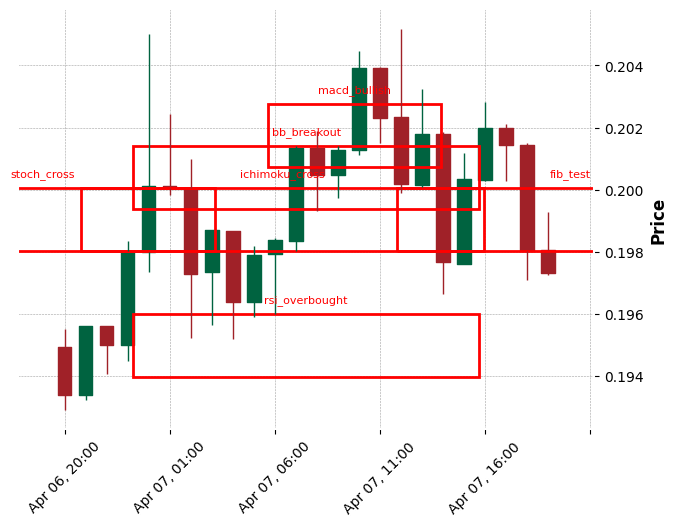 macd_bullish
bb_breakout
stoch_cross
ichimoku_cross
fib_test
rsi_overbought
0.204
0.202
0.200
0.198
0.196
0.194
Price
Apr 06, 20:00
Apr 07, 01:00
Apr 07, 06:00
Apr 07, 11:00
Apr 07, 16:00